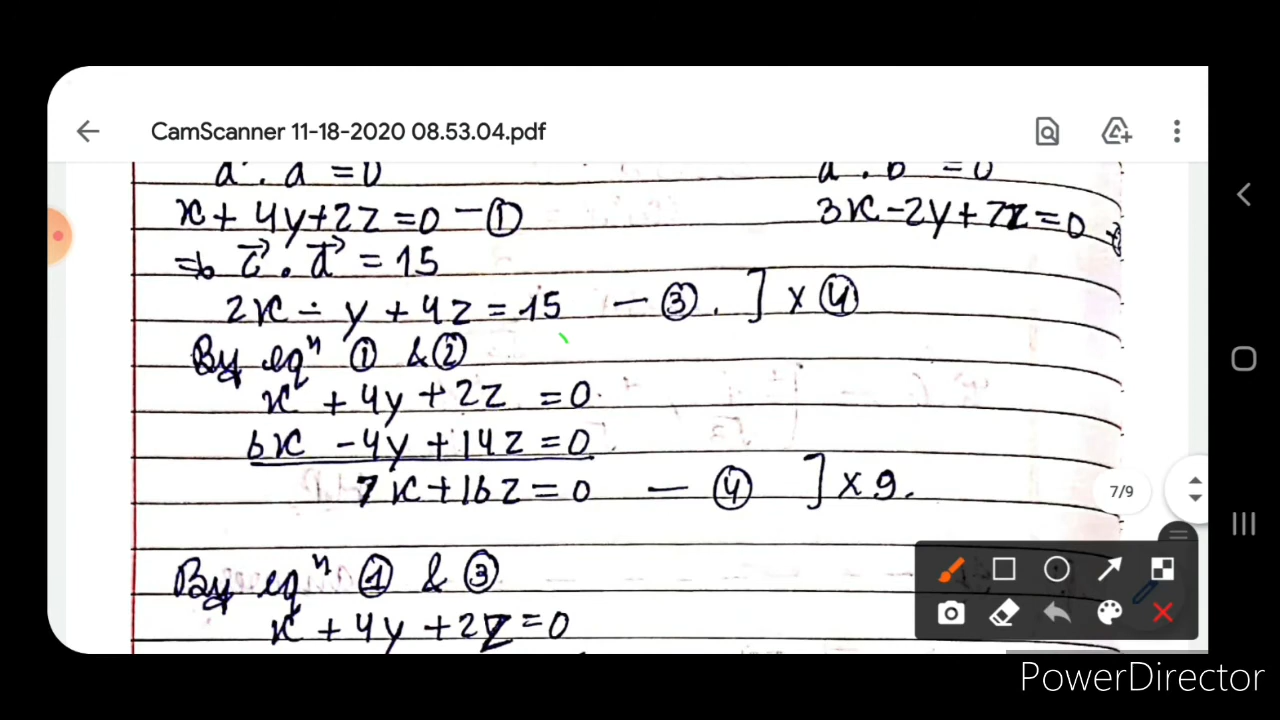 CamScanner 11-18-2020 08.53.04.pdf
d . a = 0
d . b = 0
x + 4y + 2z = 0 - ①
3x - 2y + 7z = 0 - ②
⇒ c⃗ . d⃗ = 15
2x - y + 4z = 15 - ③ . ] x ④
By eqⁿ ① & ②
x + 4y + 2z = 0
6x - 4y + 14z = 0
7x + 16z = 0 - ④ ] x 9.
7/9
By eqⁿ ① & ③
x + 4y + 2z = 0
PowerDirector